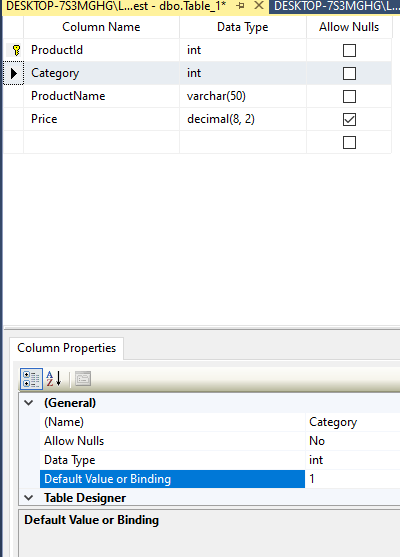 DESKTOP-7S3MGHG\L...est - dbo.Table_1* DESKTOP-7S3MGHG\L
Column Name Data Type Allow Nulls
ProductId int
Category int
ProductName varchar(50)
Price decimal(8, 2)
Column Properties
(General)
(Name) Category
Allow Nulls No
Data Type int
Default Value or Binding 1
Table Designer
Default Value or Binding